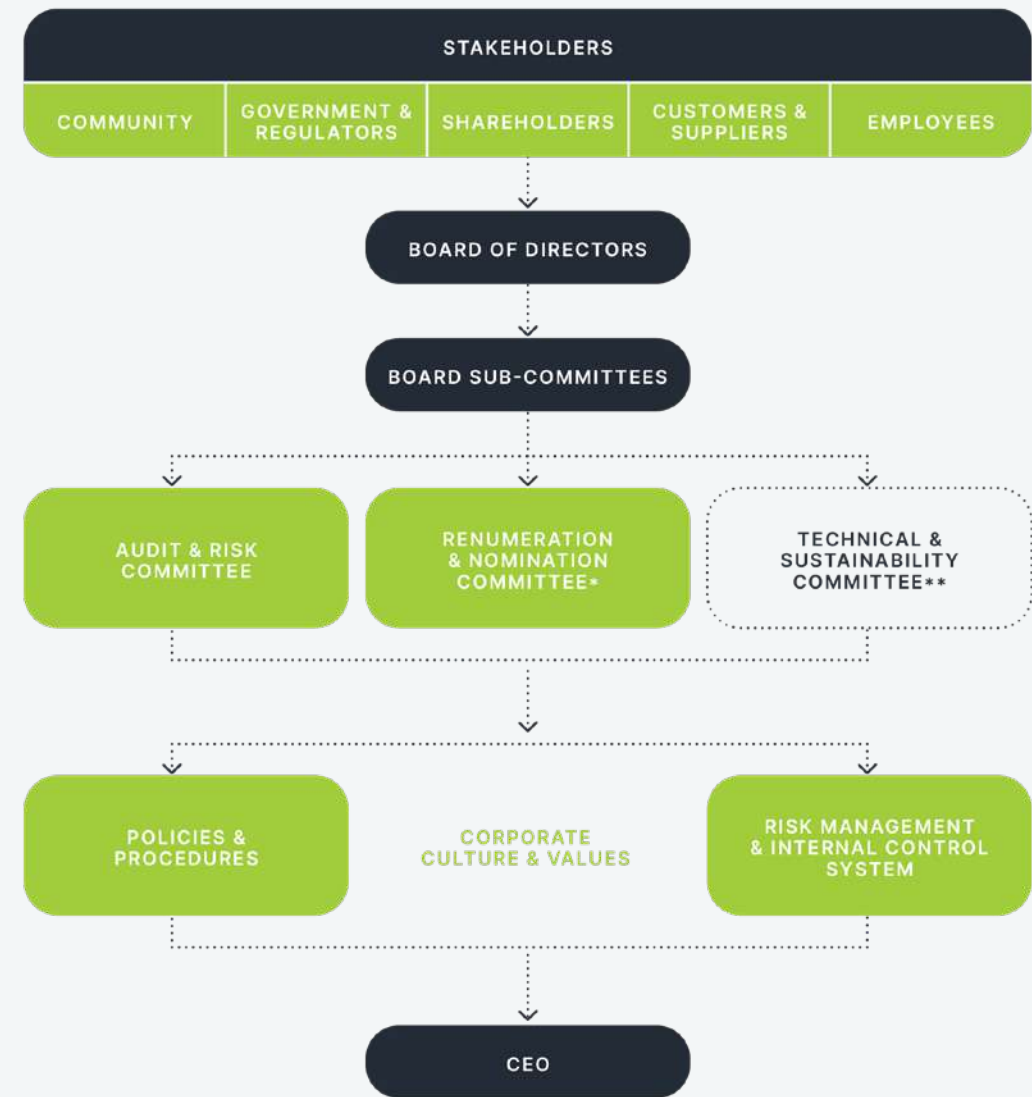 STAKEHOLDERS
COMMUNITY
GOVERNMENT &
REGULATORS
SHAREHOLDERS
CUSTOMERS &
SUPPLIERS
EMPLOYEES
BOARD OF DIRECTORS
BOARD SUB-COMMITTEES
AUDIT & RISK
COMMITTEE
RENUMERATION
& NOMINATION
COMMITTEE*
TECHNICAL &
SUSTAINABILITY
COMMITTEE**
POLICIES &
PROCEDURES
CORPORATE
CULTURE & VALUES
RISK MANAGEMENT
& INTERNAL CONTROL
SYSTEM
CEO